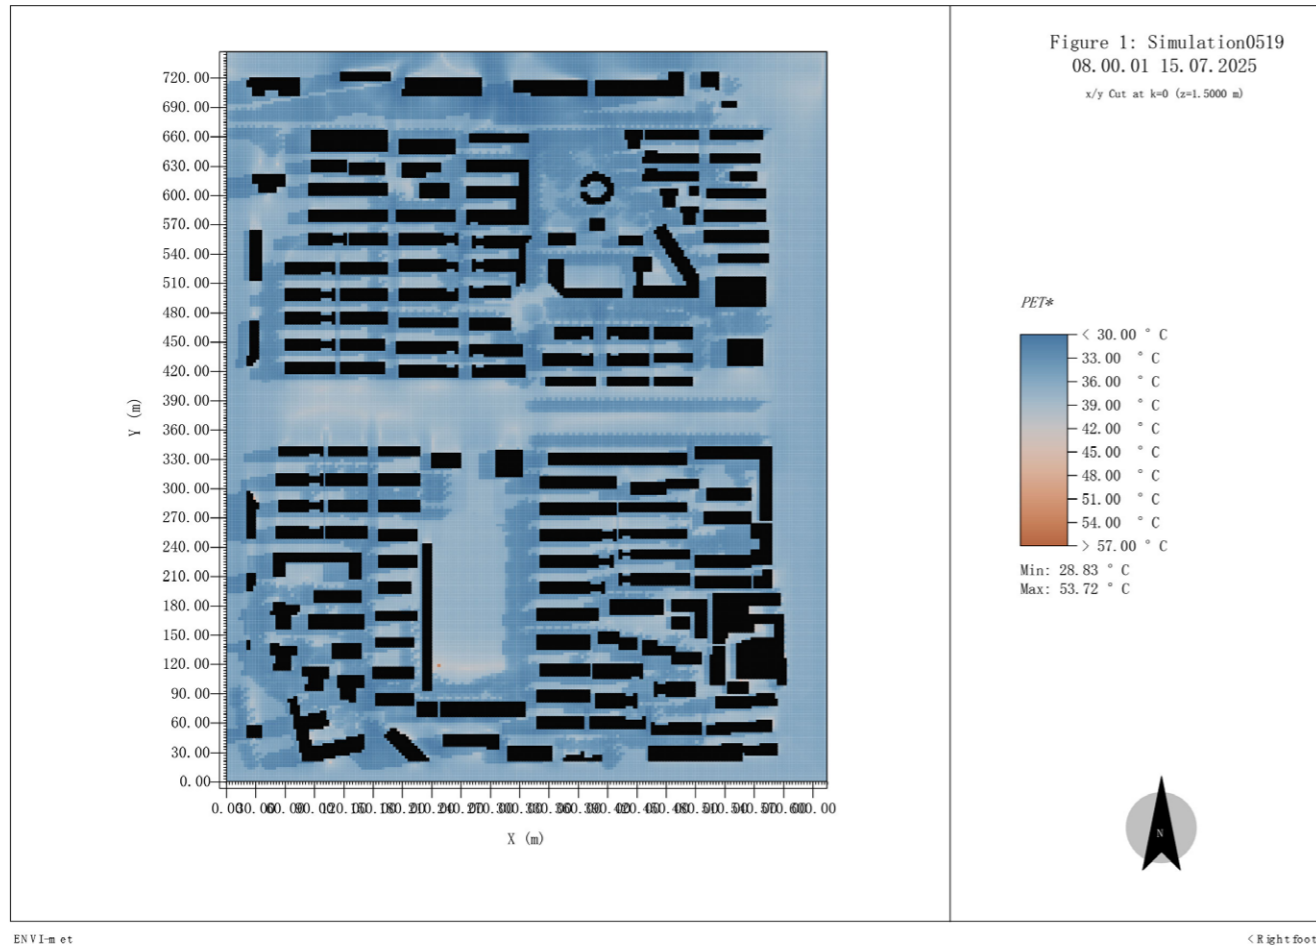 Figure 1: Simulation0519
08.00.01 15.07.2025
x/y Cut at k=0 (z=1.5000 m)
720.00
690.00
660.00
630.00
600.00
570.00
540.00
510.00
480.00
450.00
420.00
390.00
360.00
330.00
300.00
270.00
240.00
210.00
180.00
150.00
120.00
90.00
60.00
30.00
0.00
Y (m)
X (m)
PET*
< 30.00 ° C
33.00 ° C
36.00 ° C
39.00 ° C
42.00 ° C
45.00 ° C
48.00 ° C
51.00 ° C
54.00 ° C
> 57.00 ° C
Min: 28.83 ° C
Max: 53.72 ° C
N
ENVI-met
<Right foot